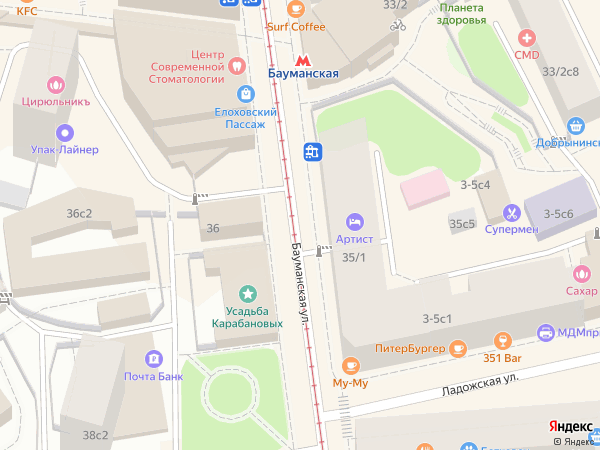 KFC
Surf Coffee
33/2
Планета
здоровья
CMD
33/2с8
Центр
Современной
Стоматологии
Бауманская
Цирюльникъ
Елоховский
Пассаж
Упак-Лайнер
Добрынинск
36с2
36
3-5с4
35с5
Супермен
3-5с6
Артист
35/1
Бауманская ул.
Усадьба
Карабановых
Сахар
3-5с1
МДМпр
ПитерБургер
351 Bar
Почта Банк
Му-Му
Ладожская ул.
38с2
Яндекс
© Яндекс